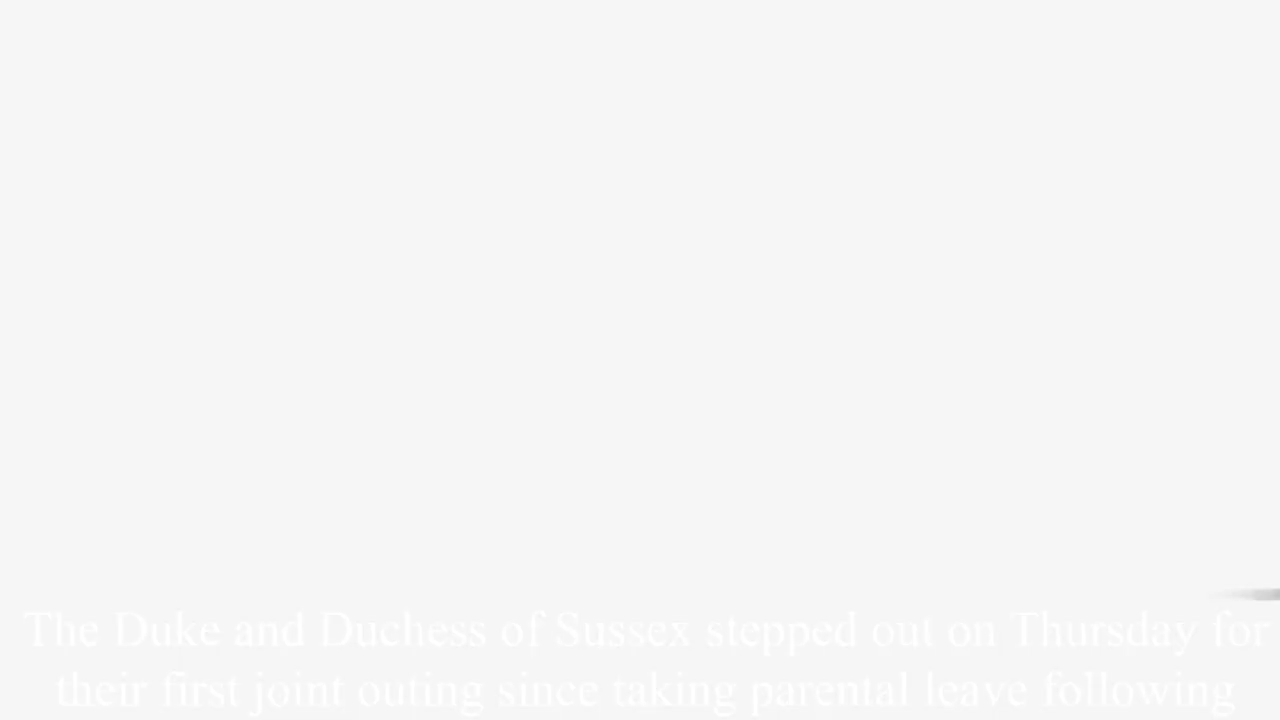 The Duke and Duchess of Sussex stepped out on Thursday for
their first joint outing since taking parental leave following